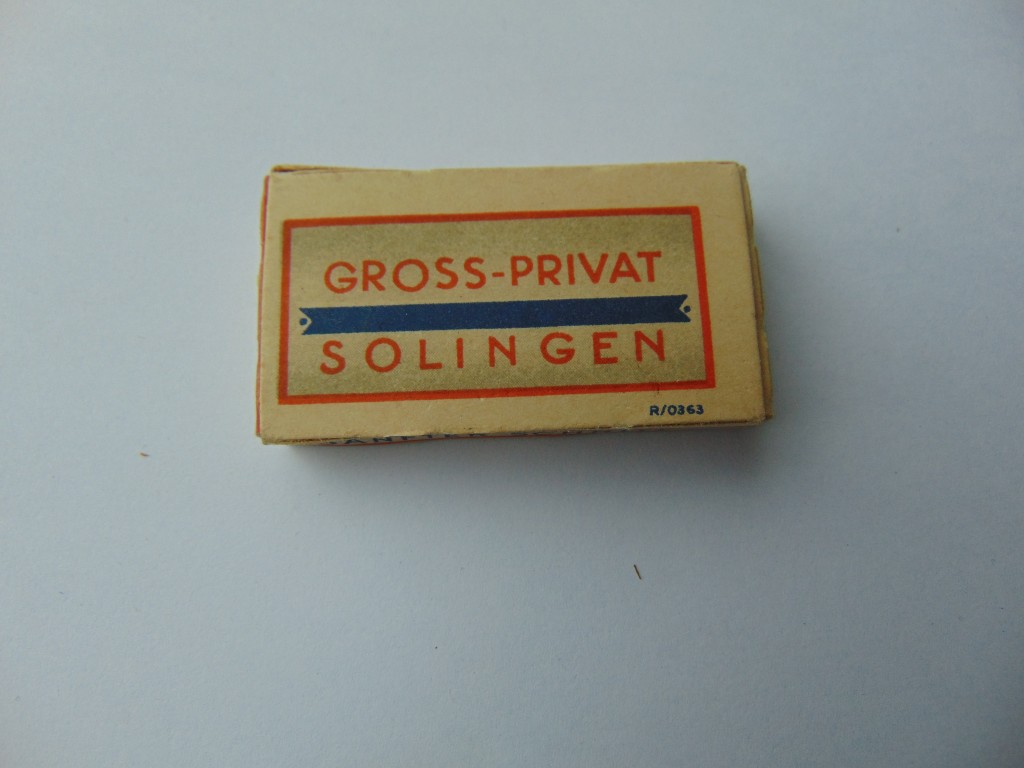 GROSS-PRIVAT
SOLINGEN
R/0363